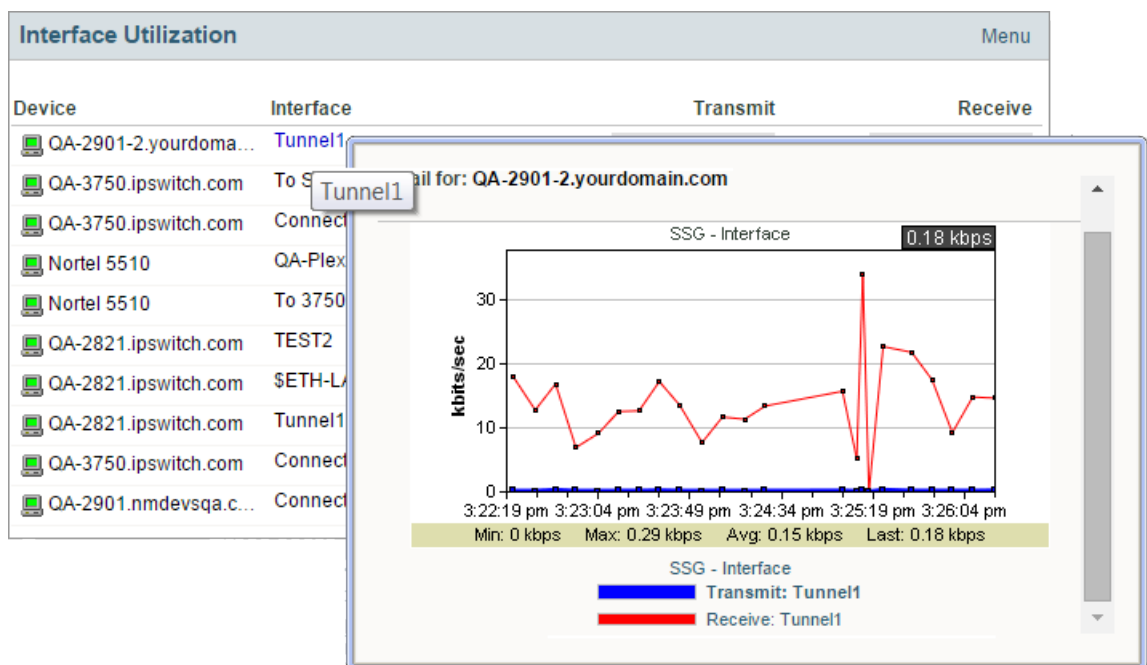 Interface Utilization Menu
Device Interface Transmit Receive
QA-2901-2.yourdoma... Tunnel1
QA-3750.ipswitch.com To S
QA-3750.ipswitch.com Connect
Nortel 5510 QA-Plex
Nortel 5510 To 3750
QA-2821.ipswitch.com TEST2
QA-2821.ipswitch.com $ETH-LA
QA-2821.ipswitch.com Tunnel1
QA-3750.ipswitch.com Connect
QA-2901.nmdevsqa.c... Connect
Tunnel1
ail for: QA-2901-2.yourdomain.com
SSG - Interface
0.18 kbps
kbits/sec
30
20
10
0
3:22:19 pm 3:23:04 pm 3:23:49 pm 3:24:34 pm 3:25:19 pm 3:26:04 pm
Min: 0 kbps Max: 0.29 kbps Avg: 0.15 kbps Last: 0.18 kbps
SSG - Interface
Transmit: Tunnel1
Receive: Tunnel1